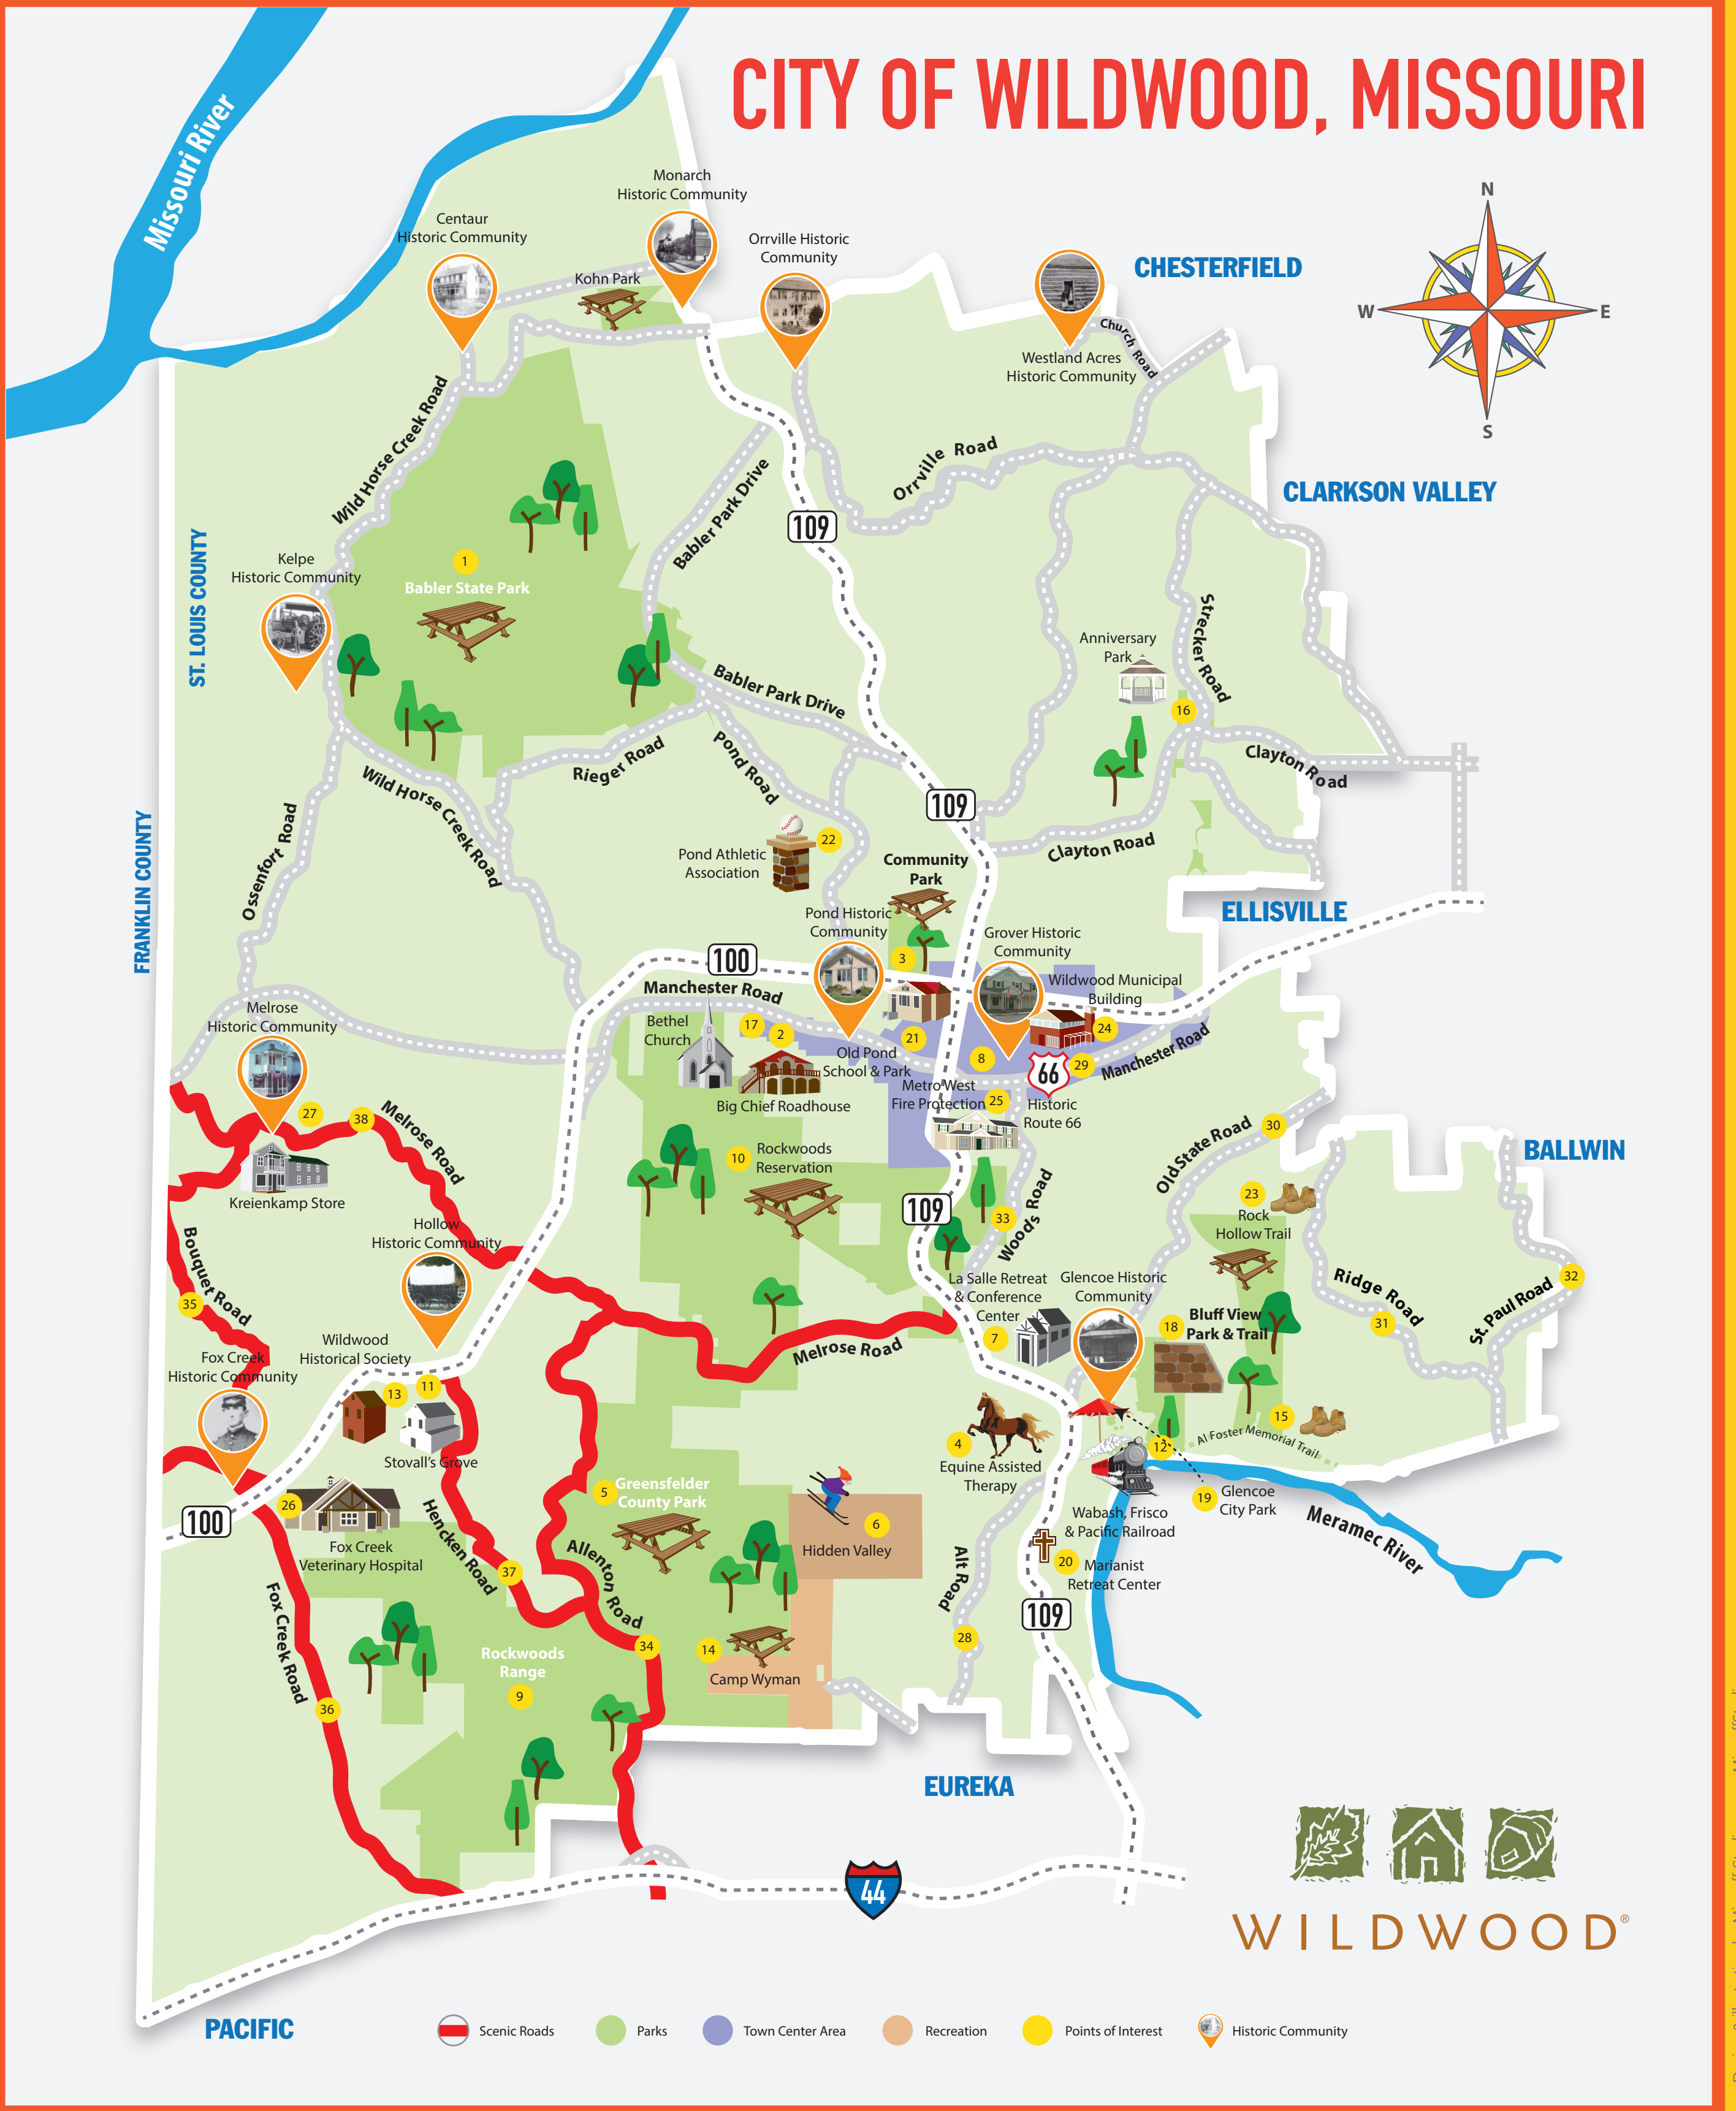 CITY OF WILDWOOD, MISSOURI
Missouri River
N
W
E
S
Monarch
Historic Community
Centaur
Historic Community
Orrville Historic
Community
Kohn Park
CHESTERFIELD
Church Road
Westland Acres
Historic Community
Wild Horse Creek Road
Orrville Road
Babler Park Drive
CLARKSON VALLEY
109
ST. LOUIS COUNTY
Kelpe
Historic Community
1
Babler State Park
Strecker Road
Anniversary
Park
16
Babler Park Drive
Rieger Road
Pond Road
Clayton Road
Wild Horse Creek Road
Ossenfort Road
109
FRANKLIN COUNTY
22
Pond Athletic
Association
Clayton Road
Community
Park
ELLISVILLE
Pond Historic
Community
Grover Historic
Community
3
100
Manchester Road
Wildwood Municipal
Building
Melrose
Historic Community
Bethel
Church
17
2
21
24
Old Pond
School & Park
8
66
29
Manchester Road
Metro West
Fire Protection
25
Historic
Route 66
Big Chief Roadhouse
27
38
Melrose Road
30
Old State Road
BALLWIN
10
Rockwoods
Reservation
Kreienkamp Store
23
Rock
Hollow Trail
109
33
Woods Road
Hollow
Historic Community
Bouquet Road
35
La Salle Retreat
& Conference
Center
7
Glencoe Historic
Community
Ridge Road
31
St. Paul Road
32
18
Bluff View
Park & Trail
Wildwood
Historical Society
Melrose Road
Fox Creek
Historic Community
13
11
Stovall's Grove
15
Al Foster Memorial Trail
4
Equine Assisted
Therapy
12
19
Glencoe
City Park
Wabash, Frisco
& Pacific Railroad
Meramec River
5
Greensfelder
County Park
26
100
Fox Creek
Veterinary Hospital
Hencken Road
37
Allenton Road
6
Hidden Valley
Alt Road
20
Marianist
Retreat Center
Fox Creek Road
109
28
34
14
Camp Wyman
Rockwoods
Range
9
36
EUREKA
44
WILDWOOD®
PACIFIC
Scenic Roads
Parks
Town Center Area
Recreation
Points of Interest
Historic Community